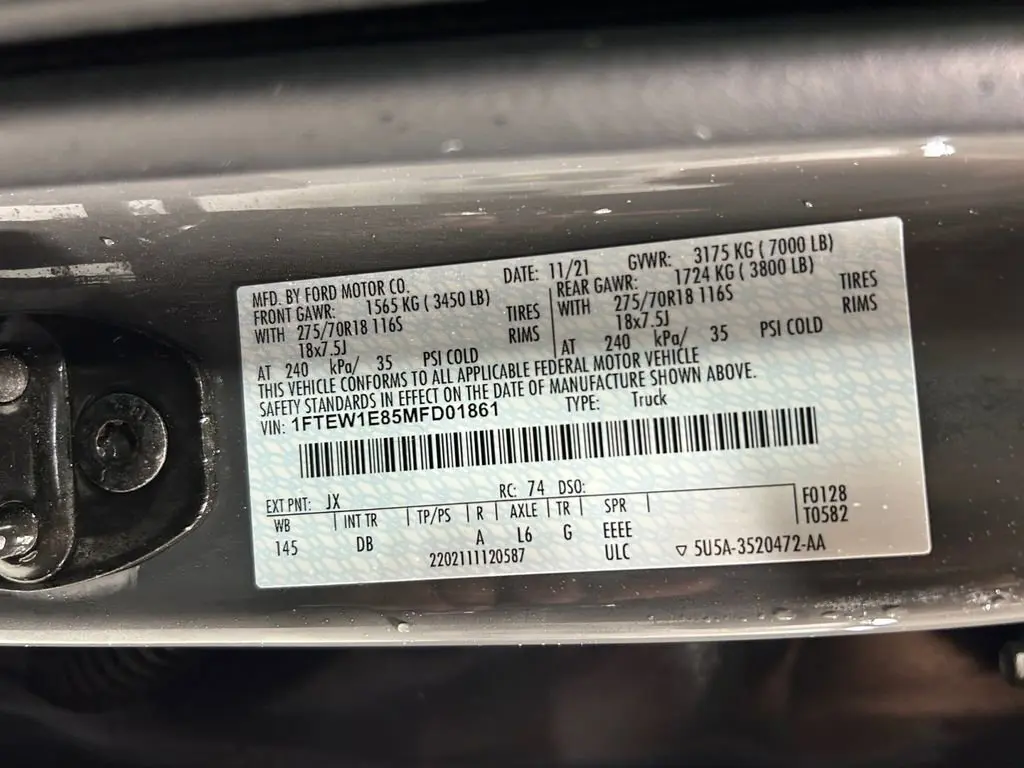 MFD. BY FORD MOTOR CO. DATE: 11/21 GVWR: 3175 KG ( 7000 LB)
FRONT GAWR: 1565 KG ( 3450 LB) REAR GAWR: 1724 KG ( 3800 LB)
WITH 275/70R18 116S TIRES WITH 275/70R18 116S TIRES
18x7.5J RIMS 18x7.5J RIMS
AT 240 kPa/ 35 PSI COLD AT 240 kPa/ 35 PSI COLD
THIS VEHICLE CONFORMS TO ALL APPLICABLE FEDERAL MOTOR VEHICLE
SAFETY STANDARDS IN EFFECT ON THE DATE OF MANUFACTURE SHOWN ABOVE.
VIN: 1FTEW1E85MFD01861 TYPE: Truck
EXT PNT: JX RC: 74 DSO:
WB INT TR TP/PS R AXLE TR SPR F0128
145 DB A L6 G EEEE T0582
2202111120587 ULC ▽ 5U5A-3520472-AA